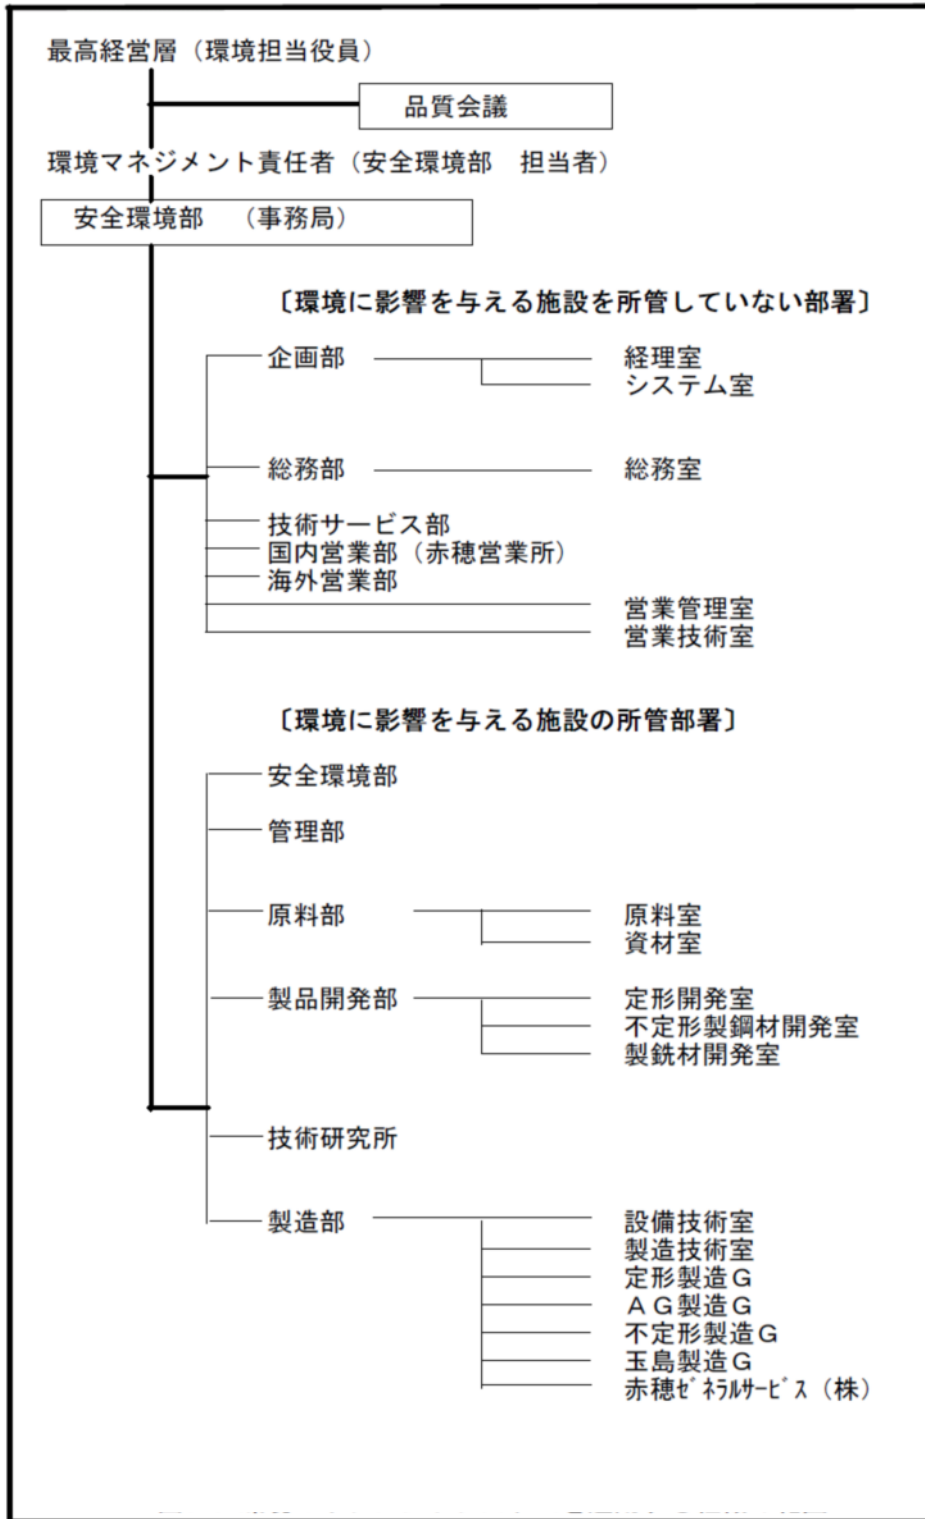 最高経営層（環境担当役員）
品質会議
環境マネジメント責任者（安全環境部　担当者）
安全環境部　（事務局）
〔環境に影響を与える施設を所管していない部署〕
企画部　経理室
システム室
総務部　総務室
技術サービス部
国内営業部（赤穂営業所）
海外営業部
営業管理室
営業技術室
〔環境に影響を与える施設の所管部署〕
安全環境部
管理部
原料部　原料室
資材室
製品開発部　定形開発室
不定形製鋼材開発室
製銑材開発室
技術研究所
製造部　設備技術室
製造技術室
定形製造Ｇ
ＡＧ製造Ｇ
不定形製造Ｇ
玉島製造Ｇ
赤穂ｾﾞﾈﾗﾙｻｰﾋﾞｽ（株）